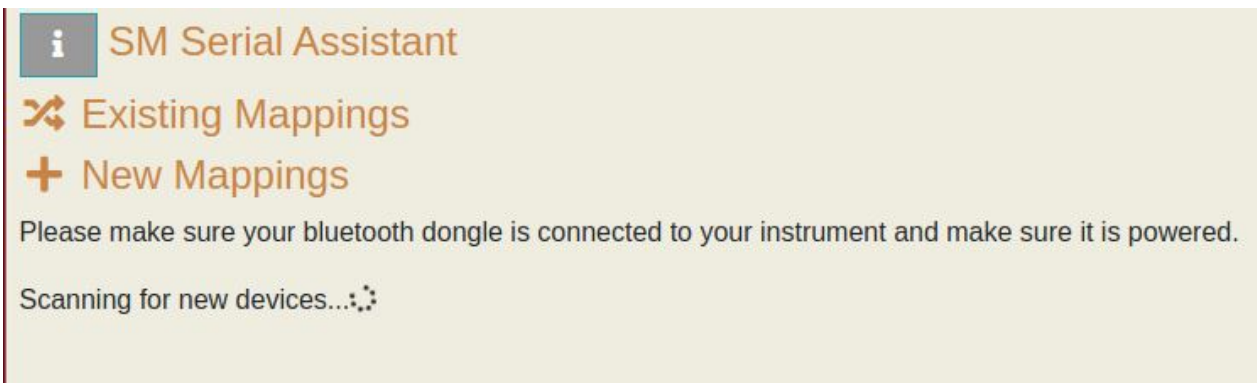 i SM Serial Assistant
Existing Mappings
New Mappings
Please make sure your bluetooth dongle is connected to your instrument and make sure it is powered.
Scanning for new devices...